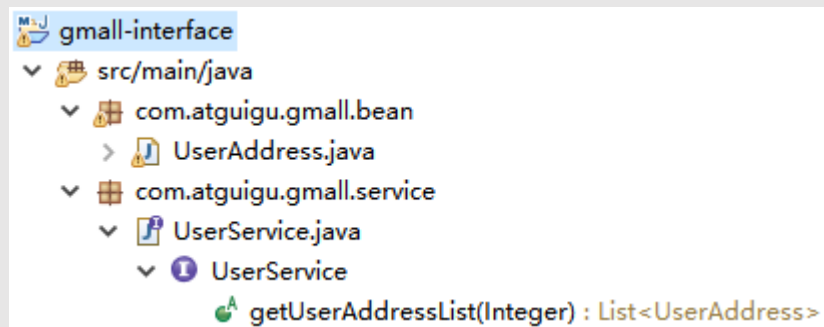 gmall-interface
src/main/java
com.atguigu.gmall.bean
UserAddress.java
com.atguigu.gmall.service
UserService.java
UserService
getUserAddressList(Integer) : List<UserAddress>